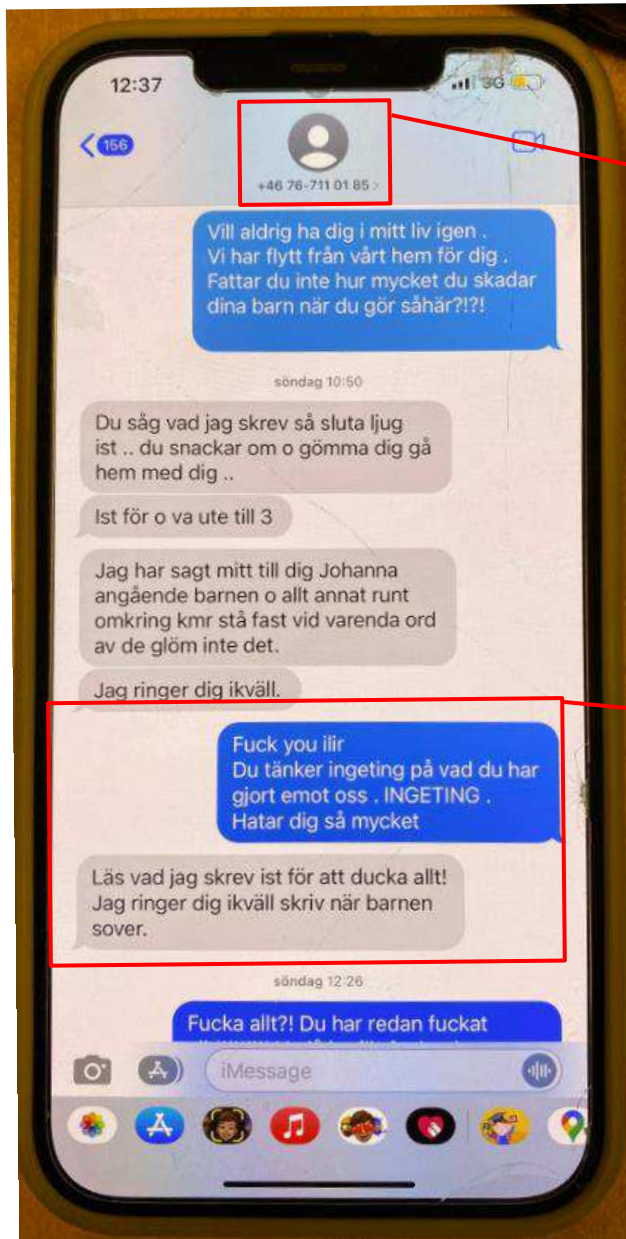 12:37
3G
156
+46 76-711 01 85 >
Vill aldrig ha dig i mitt liv igen .
Vi har flytt från vårt hem för dig .
Fattar du inte hur mycket du skadar
dina barn när du gör såhär?!?!
söndag 10:50
Du såg vad jag skrev så sluta ljug
ist .. du snackar om o gömma dig gå
hem med dig ..
Ist för o va ute till 3
Jag har sagt mitt till dig Johanna
angående barnen o allt annat runt
omkring kmr stå fast vid varenda ord
av de glöm inte det.
Jag ringer dig ikväll.
Fuck you ilir
Du tänker ingeting på vad du har
gjort emot oss . INGETING .
Hatar dig så mycket
Läs vad jag skrev ist för att ducka allt!
Jag ringer dig ikväll skriv när barnen
sover.
söndag 12:26
Fucka allt?! Du har redan fuckat
iMessage